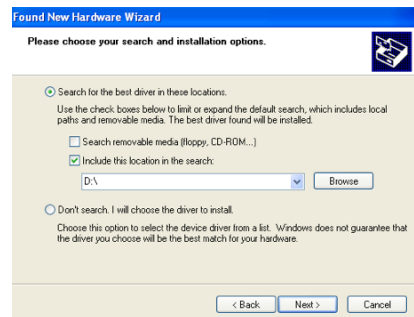 Found New Hardware Wizard
Please choose your search and installation options.
Search for the best driver in these locations.
Use the check boxes below to limit or expand the default search, which includes local
paths and removable media. The best driver found will be installed.
Search removable media (floppy, CD-ROM...)
Include this location in the search:
D:\
Browse
Don't search. I will choose the driver to install.
Choose this option to select the device driver from a list. Windows does not guarantee that
the driver you choose will be the best match for your hardware.
< Back Next > Cancel